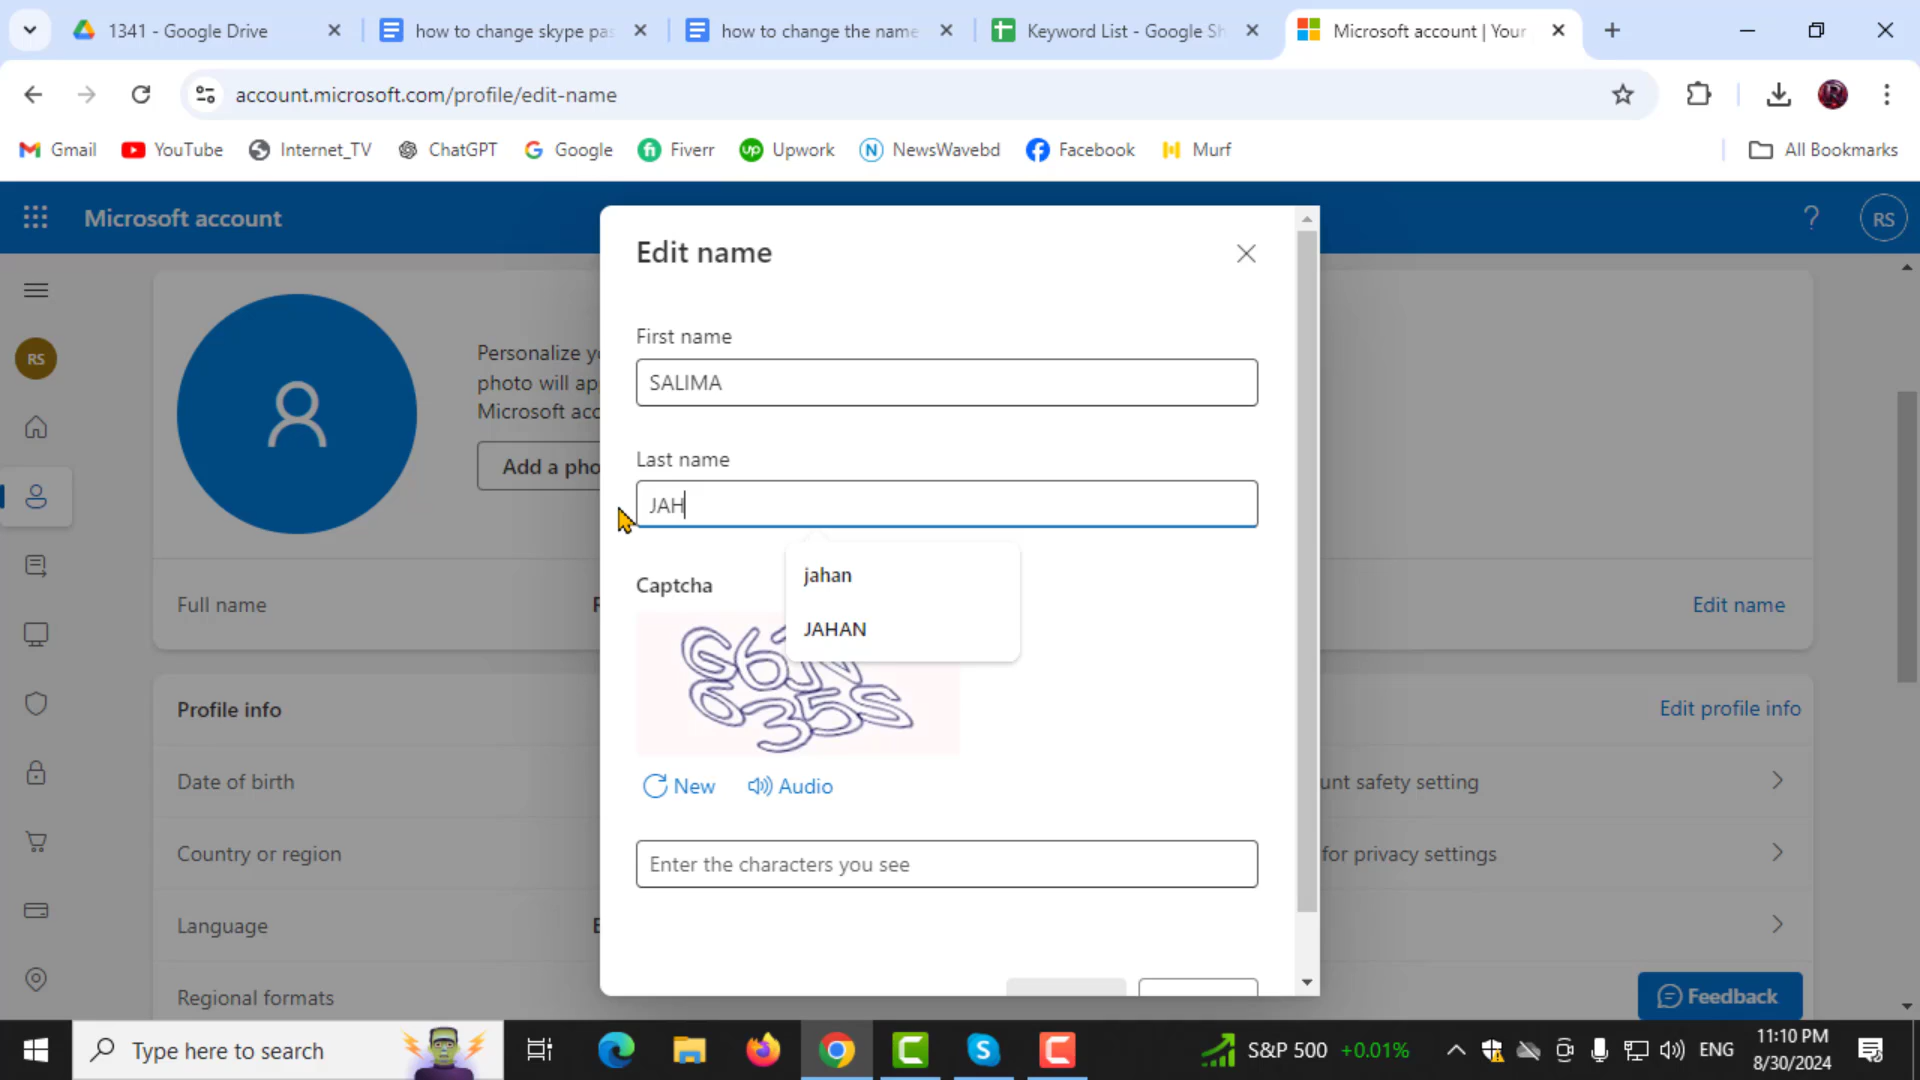 1341 - Google Drive
how to change skype pas
how to change the name
Keyword List - Google Sh
Microsoft account | Your
account.microsoft.com/profile/edit-name
Gmail
YouTube
Internet_TV
ChatGPT
Google
Fiverr
Upwork
NewsWavebd
Facebook
Murf
All Bookmarks
Microsoft account
?
RS
Edit name
RS
First name
SALIMA
Personalize y
photo will ap
Microsoft acc
Add a pho
Last name
JAH
jahan
JAHAN
Captcha
Full name
Edit name
Profile info
Edit profile info
New
Audio
Date of birth
unt safety setting
Country or region
for privacy settings
Enter the characters you see
Language
Regional formats
Feedback
Type here to search
S&P 500 +0.01%
ENG
11:10 PM
8/30/2024